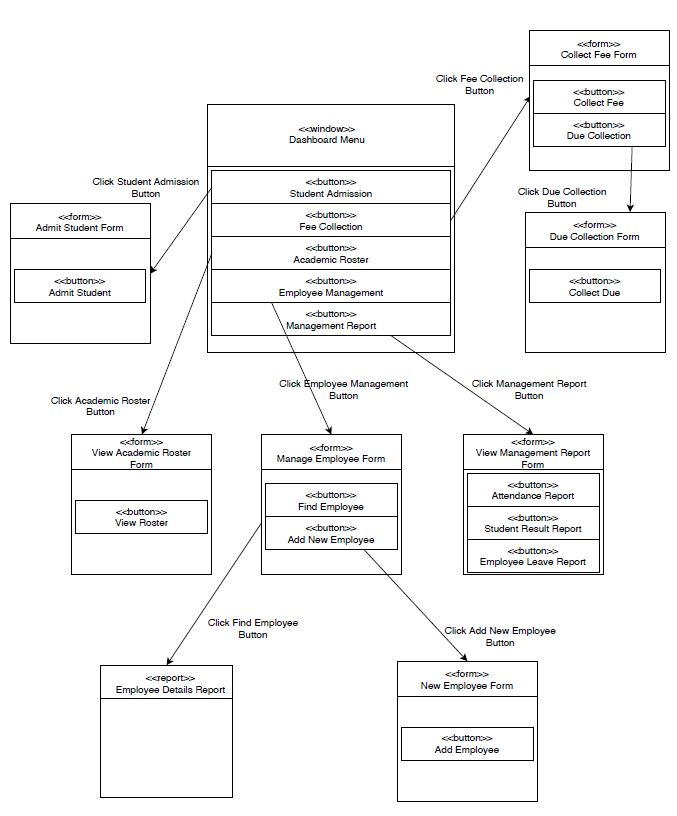 <<form>>
Collect Fee Form
Click Fee Collection
Button
<<button>>
Collect Fee
<<button>>
Due Collection
<<window>>
Dashboard Menu
Click Student Admission
Button
<<button>>
Student Admission
Click Due Collection
Button
<<form>>
Admit Student Form
<<button>>
Fee Collection
<<form>>
Due Collection Form
<<button>>
Academic Roster
<<button>>
Admit Student
<<button>>
Employee Management
<<button>>
Collect Due
<<button>>
Management Report
Click Academic Roster
Button
Click Employee Management
Button
Click Management Report
Button
<<form>>
View Academic Roster
Form
<<button>>
View Roster
<<form>>
Manage Employee Form
<<button>>
Find Employee
<<button>>
Add New Employee
<<form>>
View Management Report
Form
<<button>>
Attendance Report
<<button>>
Student Result Report
<<button>>
Employee Leave Report
Click Find Employee
Button
Click Add New Employee
Button
<<report>>
Employee Details Report
<<form>>
New Employee Form
<<button>>
Add Employee